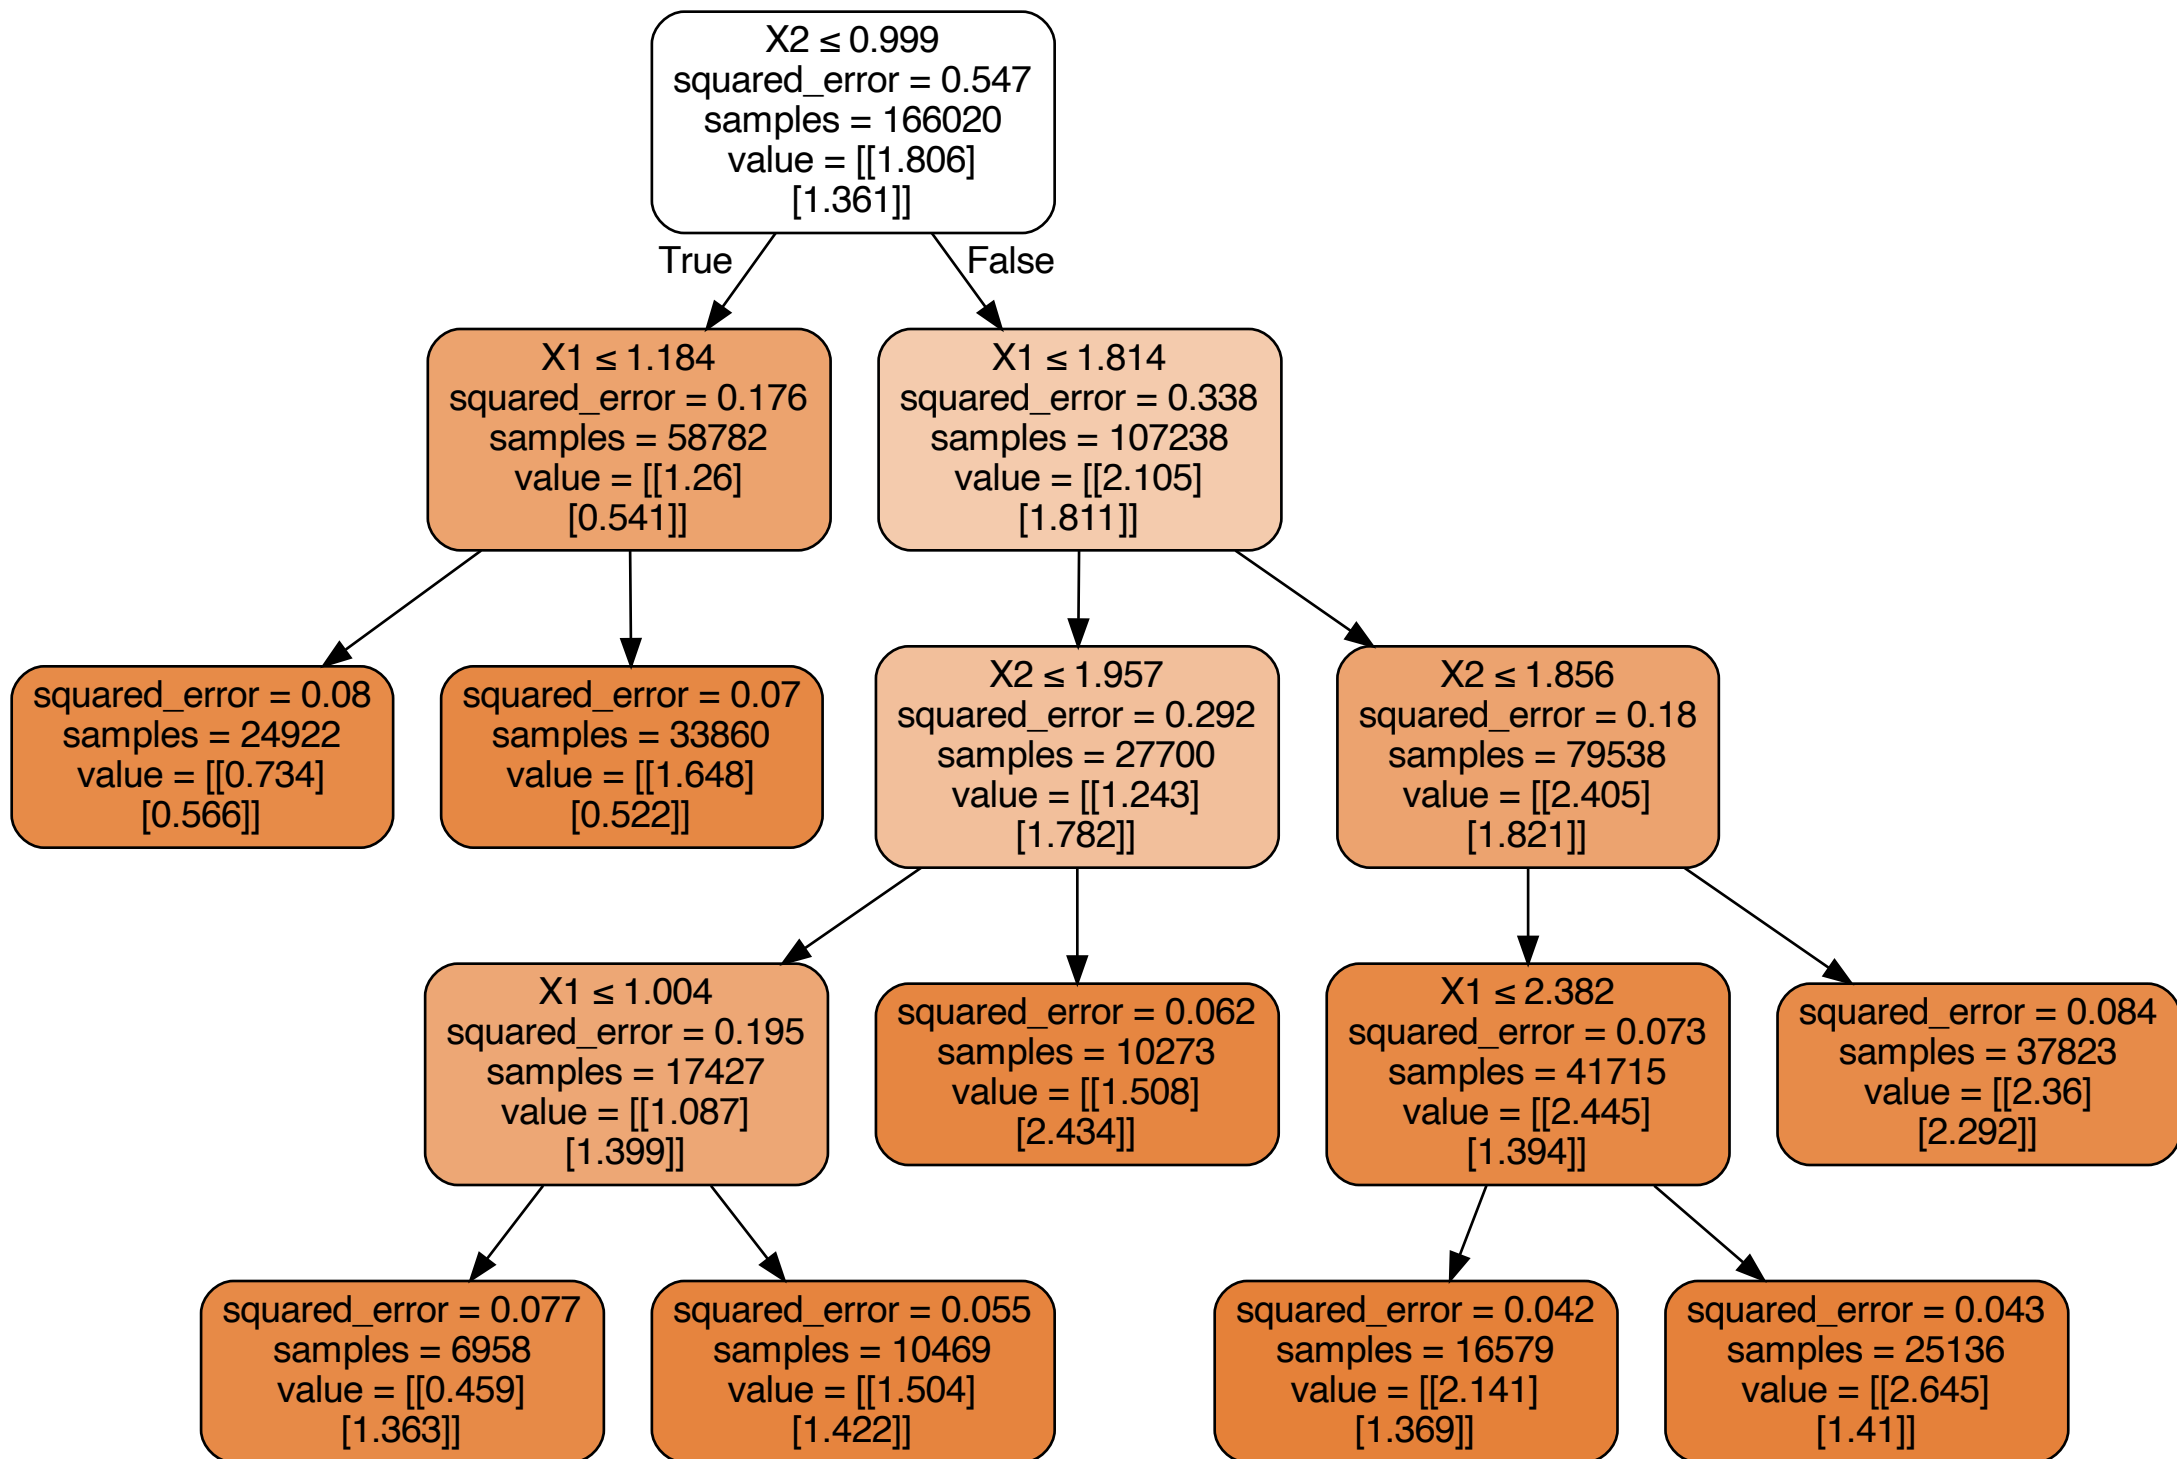 X2 ≤ 0.999
squared_error = 0.547
samples = 166020
value = [[1.806]
[1.361]]
True
False
X1 ≤ 1.184
squared_error = 0.176
samples = 58782
value = [[1.26]
[0.541]]
X1 ≤ 1.814
squared_error = 0.338
samples = 107238
value = [[2.105]
[1.811]]
squared_error = 0.08
samples = 24922
value = [[0.734]
[0.566]]
squared_error = 0.07
samples = 33860
value = [[1.648]
[0.522]]
X2 ≤ 1.957
squared_error = 0.292
samples = 27700
value = [[1.243]
[1.782]]
X2 ≤ 1.856
squared_error = 0.18
samples = 79538
value = [[2.405]
[1.821]]
X1 ≤ 1.004
squared_error = 0.195
samples = 17427
value = [[1.087]
[1.399]]
squared_error = 0.062
samples = 10273
value = [[1.508]
[2.434]]
X1 ≤ 2.382
squared_error = 0.073
samples = 41715
value = [[2.445]
[1.394]]
squared_error = 0.084
samples = 37823
value = [[2.36]
[2.292]]
squared_error = 0.077
samples = 6958
value = [[0.459]
[1.363]]
squared_error = 0.055
samples = 10469
value = [[1.504]
[1.422]]
squared_error = 0.042
samples = 16579
value = [[2.141]
[1.369]]
squared_error = 0.043
samples = 25136
value = [[2.645]
[1.41]]